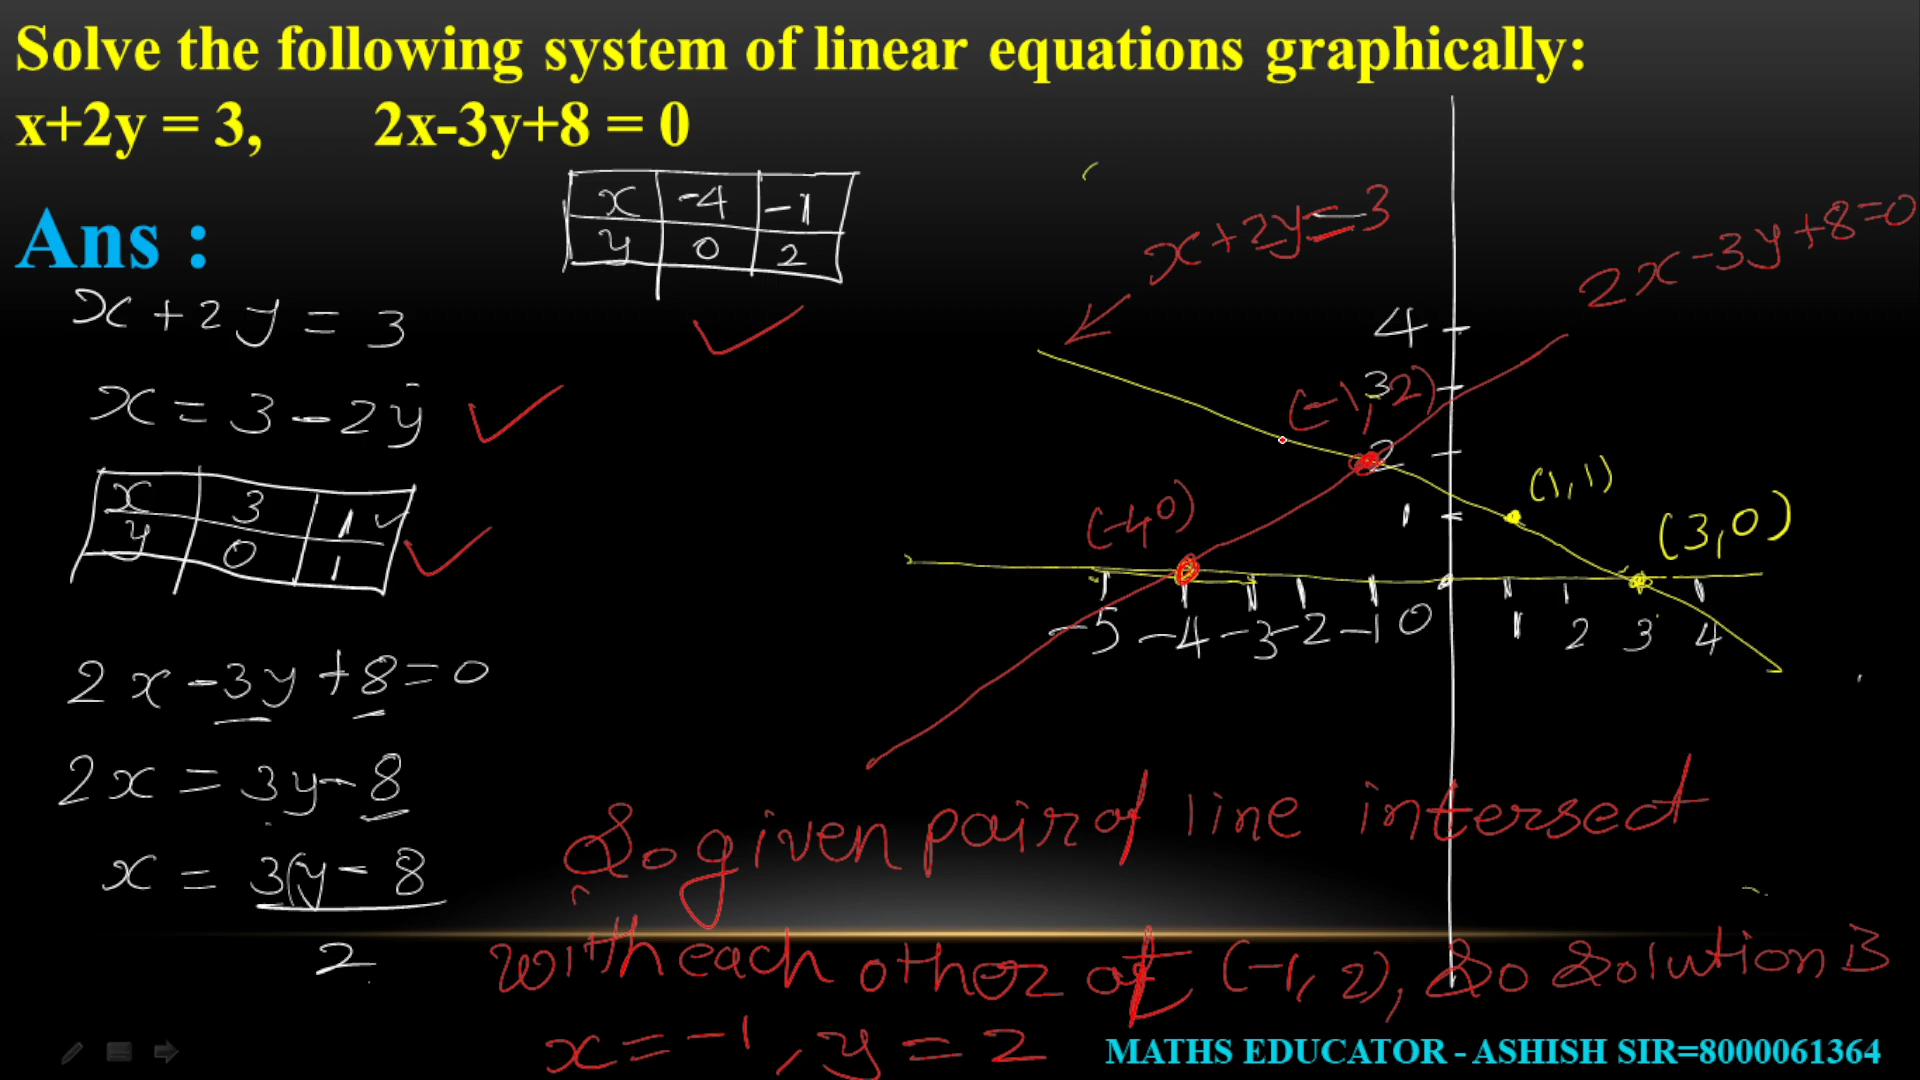 Solve the following system of linear equations graphically:
x+2y = 3, 2x-3y+8 = 0
Ans :
x -4 -1
y 0 2
x+2y = 3
x = 3-2y
x 3 1
y 0 1
2x-3y+8=0
2x = 3y-8
x = 3y-8
2
x+2y=3
2x-3y+8=0
4
3
(-1,2)
2
(1,1)
1
(-4 0)
(3,0)
-5 -4 -3 -2 -1 0 1 2 3 4
So given pair of line intersect
with each other at (-1, 2), So solution is
x=-1, y=2
MATHS EDUCATOR - ASHISH SIR=8000061364